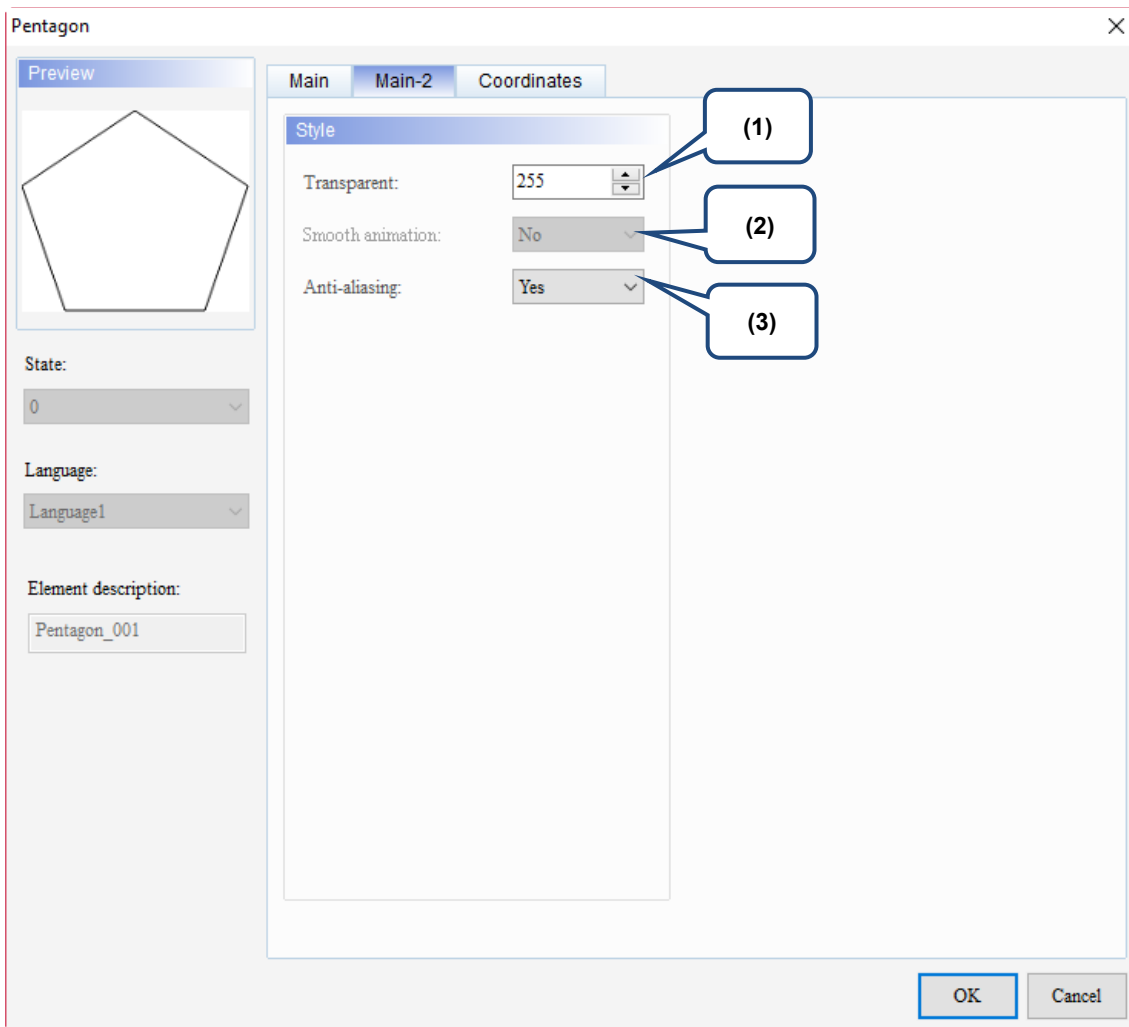 Pentagon
Preview
Main Main-2 Coordinates
Style
(1)
Transparent: 255
Smooth animation: No
(2)
Anti-aliasing: Yes
(3)
State:
0
Language:
Language1
Element description:
Pentagon_001
OK Cancel